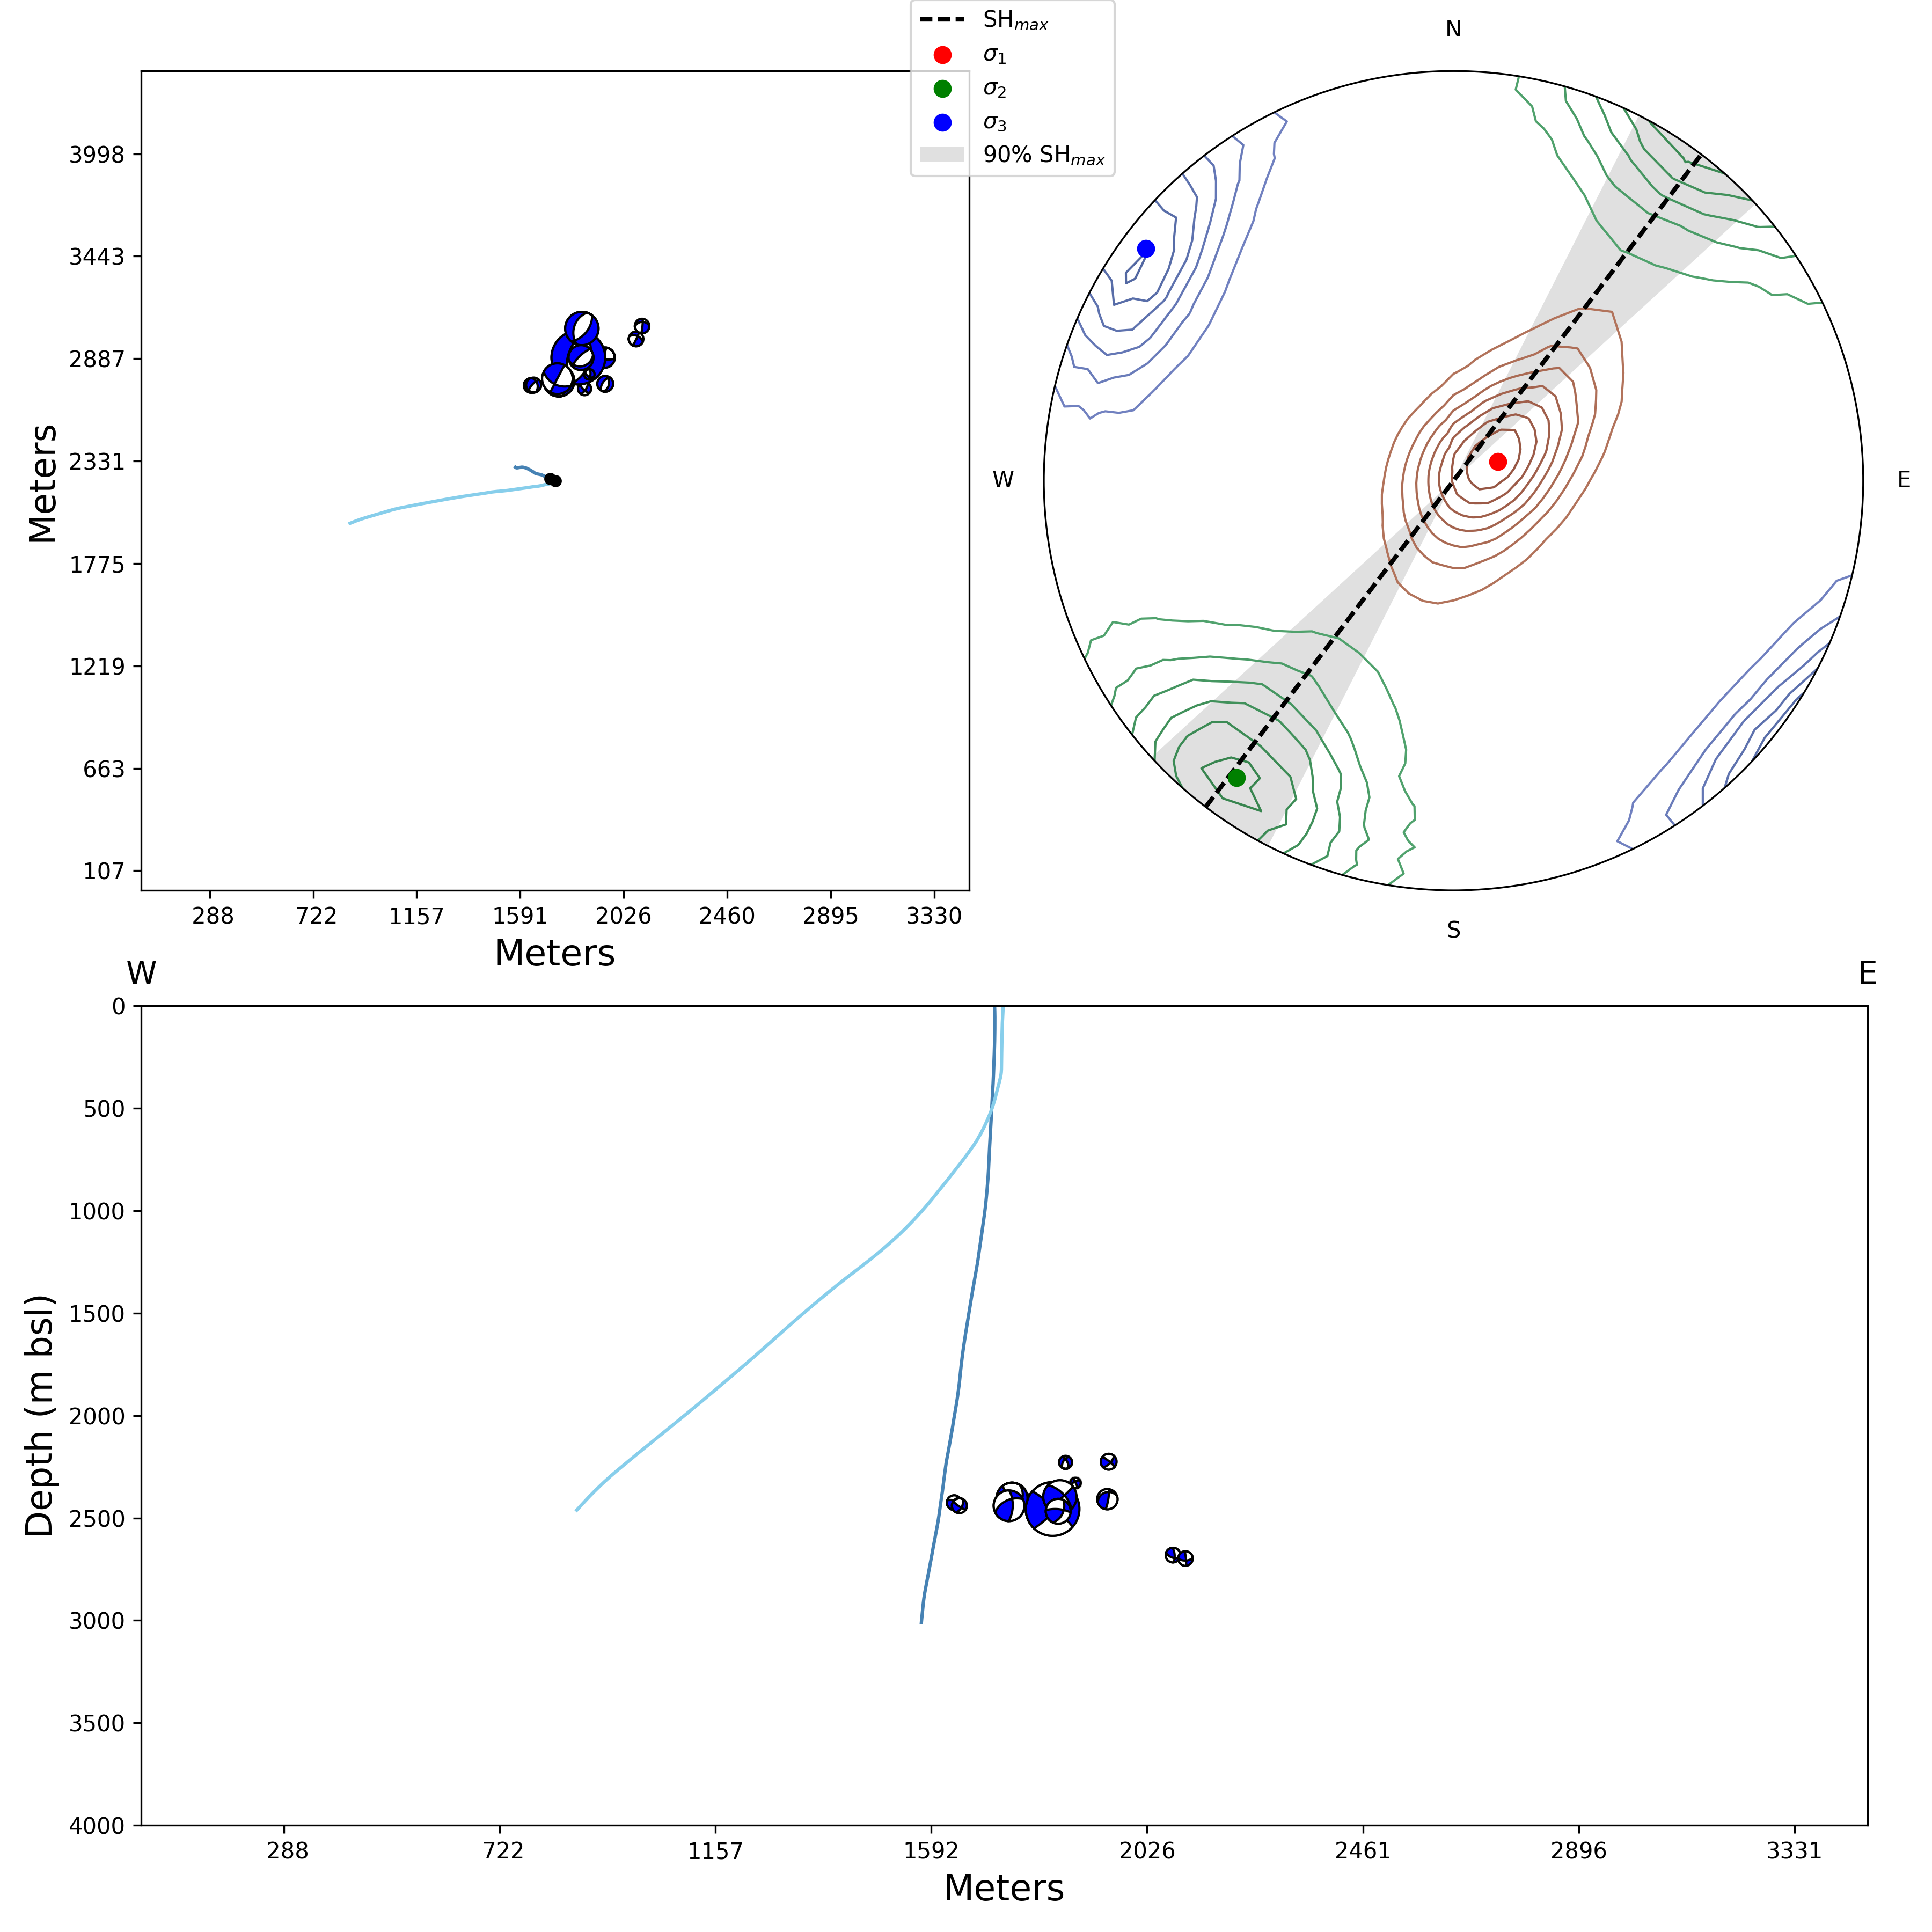 SHmax
σ1
σ2
σ3
90% SHmax
N
W
E
S
3998
3443
2887
2331
1775
1219
663
107
Meters
288 722 1157 1591 2026 2460 2895 3330
Meters
W
E
0
500
1000
1500
2000
2500
3000
3500
4000
Depth (m bsl)
288 722 1157 1592 2026 2461 2896 3331
Meters